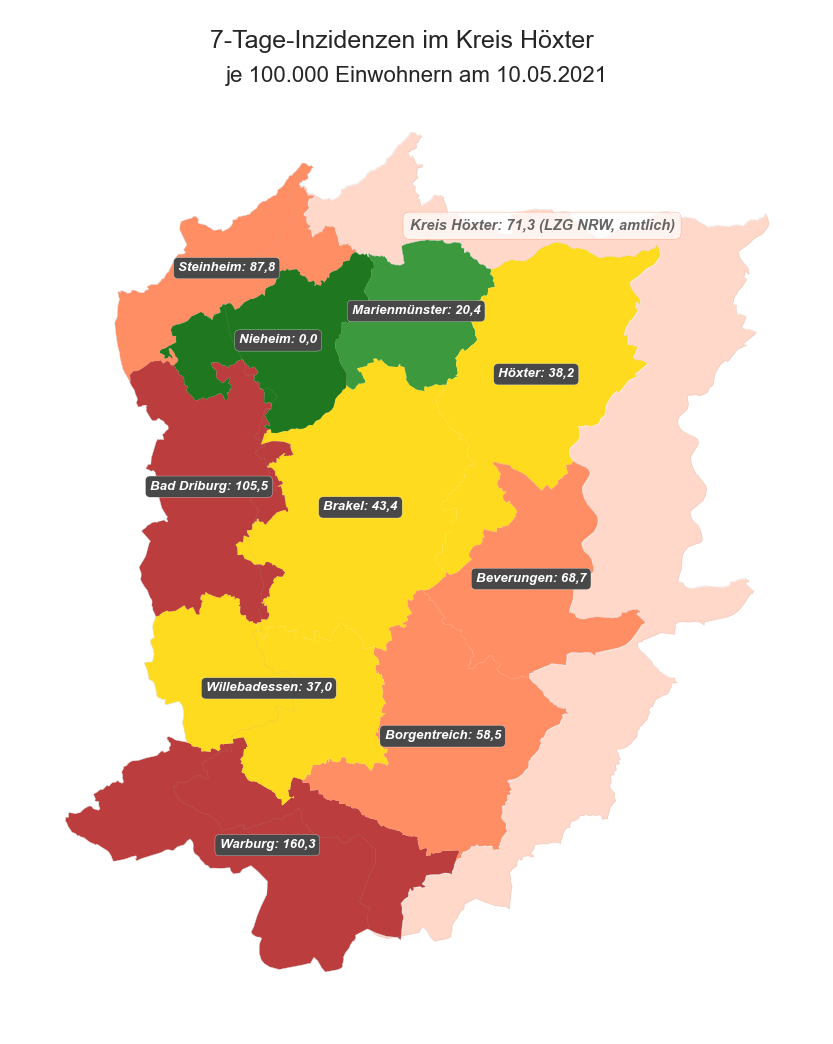 7-Tage-Inzidenzen im Kreis Höxter
je 100.000 Einwohnern am 10.05.2021
Kreis Höxter: 71,3 (LZG NRW, amtlich)
Steinheim: 87,8
Marienmünster: 20,4
Nieheim: 0,0
Höxter: 38,2
Bad Driburg: 105,5
Brakel: 43,4
Beverungen: 68,7
Willebadessen: 37,0
Borgentreich: 58,5
Warburg: 160,3